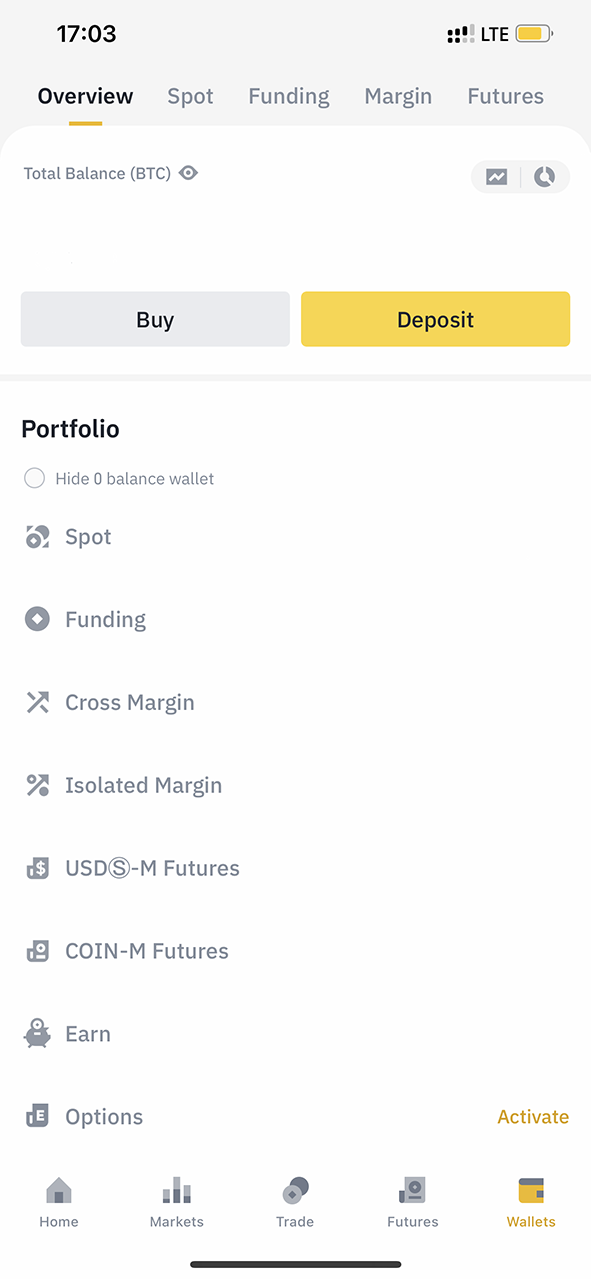 17:03 LTE
Overview Spot Funding Margin Futures
Total Balance (BTC)
Buy Deposit
Portfolio
Hide 0 balance wallet
Spot
Funding
Cross Margin
Isolated Margin
USDⓈ-M Futures
COIN-M Futures
Earn
Options Activate
Home Markets Trade Futures Wallets